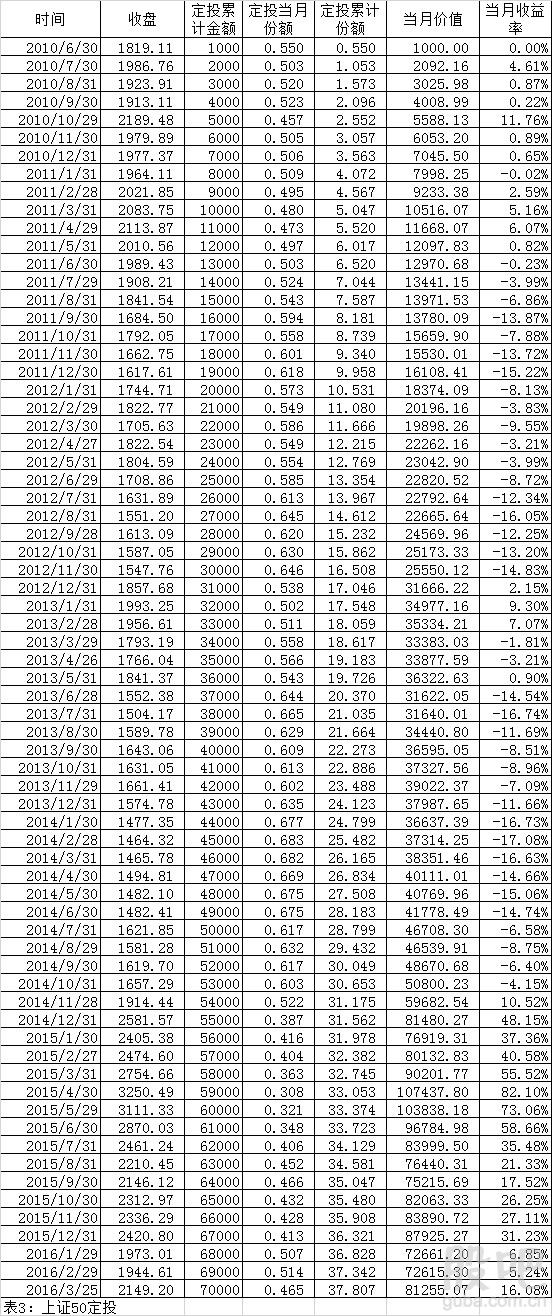 时间 收盘 定投累计金额 定投当月份额 定投累计份额 当月价值 当月收益率
2010/6/30 1819.11 1000 0.550 0.550 1000.00 0.00%
2010/7/30 1986.76 2000 0.503 1.053 2092.16 4.61%
2010/8/31 1923.91 3000 0.520 1.573 3025.98 0.87%
2010/9/30 1913.11 4000 0.523 2.096 4008.99 0.22%
2010/10/29 2189.48 5000 0.457 2.552 5588.13 11.76%
2010/11/30 1979.89 6000 0.505 3.057 6053.20 0.89%
2010/12/31 1977.37 7000 0.506 3.563 7045.50 0.65%
2011/1/31 1964.11 8000 0.509 4.072 7998.25 -0.02%
2011/2/28 2021.85 9000 0.495 4.567 9233.38 2.59%
2011/3/31 2083.75 10000 0.480 5.047 10516.07 5.16%
2011/4/29 2113.87 11000 0.473 5.520 11668.07 6.07%
2011/5/31 2010.56 12000 0.497 6.017 12097.83 0.82%
2011/6/30 1989.43 13000 0.503 6.520 12970.68 -0.23%
2011/7/29 1908.21 14000 0.524 7.044 13441.15 -3.99%
2011/8/31 1841.54 15000 0.543 7.587 13971.53 -6.86%
2011/9/30 1684.50 16000 0.594 8.181 13780.09 -13.87%
2011/10/31 1792.05 17000 0.558 8.739 15659.90 -7.88%
2011/11/30 1662.75 18000 0.601 9.340 15530.01 -13.72%
2011/12/30 1617.61 19000 0.618 9.958 16108.41 -15.22%
2012/1/31 1744.71 20000 0.573 10.531 18374.09 -8.13%
2012/2/29 1822.77 21000 0.549 11.080 20196.16 -3.83%
2012/3/30 1705.63 22000 0.586 11.666 19898.26 -9.55%
2012/4/27 1822.54 23000 0.549 12.215 22262.16 -3.21%
2012/5/31 1804.59 24000 0.554 12.769 23042.90 -3.99%
2012/6/29 1708.86 25000 0.585 13.354 22820.52 -8.72%
2012/7/31 1631.89 26000 0.613 13.967 22792.64 -12.34%
2012/8/31 1551.20 27000 0.645 14.612 22665.64 -16.05%
2012/9/28 1613.09 28000 0.620 15.232 24569.96 -12.25%
2012/10/31 1587.05 29000 0.630 15.862 25173.33 -13.20%
2012/11/30 1547.76 30000 0.646 16.508 25550.12 -14.83%
2012/12/31 1857.68 31000 0.538 17.046 31666.22 2.15%
2013/1/31 1993.25 32000 0.502 17.548 34977.16 9.30%
2013/2/28 1956.61 33000 0.511 18.059 35334.21 7.07%
2013/3/29 1793.19 34000 0.558 18.617 33383.03 -1.81%
2013/4/26 1766.04 35000 0.566 19.183 33877.59 -3.21%
2013/5/31 1841.37 36000 0.543 19.726 36322.63 0.90%
2013/6/28 1552.38 37000 0.644 20.370 31622.05 -14.54%
2013/7/31 1504.17 38000 0.665 21.035 31640.01 -16.74%
2013/8/30 1589.78 39000 0.629 21.664 34440.80 -11.69%
2013/9/30 1643.06 40000 0.609 22.273 36595.05 -8.51%
2013/10/31 1631.05 41000 0.613 22.886 37327.56 -8.96%
2013/11/29 1661.41 42000 0.602 23.488 39022.37 -7.09%
2013/12/31 1574.78 43000 0.635 24.123 37987.65 -11.66%
2014/1/30 1477.35 44000 0.677 24.799 36637.39 -16.73%
2014/2/28 1464.32 45000 0.683 25.482 37314.25 -17.08%
2014/3/31 1465.78 46000 0.682 26.165 38351.46 -16.63%
2014/4/30 1494.81 47000 0.669 26.834 40111.01 -14.66%
2014/5/30 1482.10 48000 0.675 27.508 40769.96 -15.06%
2014/6/30 1482.41 49000 0.675 28.183 41778.49 -14.74%
2014/7/31 1621.85 50000 0.617 28.799 46708.30 -6.58%
2014/8/29 1581.28 51000 0.632 29.432 46539.91 -8.75%
2014/9/30 1619.70 52000 0.617 30.049 48670.68 -6.40%
2014/10/31 1657.29 53000 0.603 30.653 50800.23 -4.15%
2014/11/28 1914.44 54000 0.522 31.175 59682.54 10.52%
2014/12/31 2581.57 55000 0.387 31.562 81480.27 48.15%
2015/1/30 2405.38 56000 0.416 31.978 76919.31 37.36%
2015/2/27 2474.60 57000 0.404 32.382 80132.83 40.58%
2015/3/31 2754.66 58000 0.363 32.745 90201.77 55.52%
2015/4/30 3250.49 59000 0.308 33.053 107437.80 82.10%
2015/5/29 3111.33 60000 0.321 33.374 103838.18 73.06%
2015/6/30 2870.03 61000 0.348 33.723 96784.98 58.66%
2015/7/31 2461.24 62000 0.406 34.129 83999.50 35.48%
2015/8/31 2210.45 63000 0.452 34.581 76440.31 21.33%
2015/9/30 2146.12 64000 0.466 35.047 75215.69 17.52%
2015/10/30 2312.97 65000 0.432 35.480 82063.33 26.25%
2015/11/30 2336.29 66000 0.428 35.908 83890.72 27.11%
2015/12/31 2420.80 67000 0.413 36.321 87925.27 31.23%
2016/1/29 1973.01 68000 0.507 36.828 72661.20 6.85%
2016/2/29 1944.61 69000 0.514 37.342 72615.30 5.24%
2016/3/25 2149.20 70000 0.465 37.807 81255.07 16.08%
表3：上证50定投
股吧
guba.com.cn